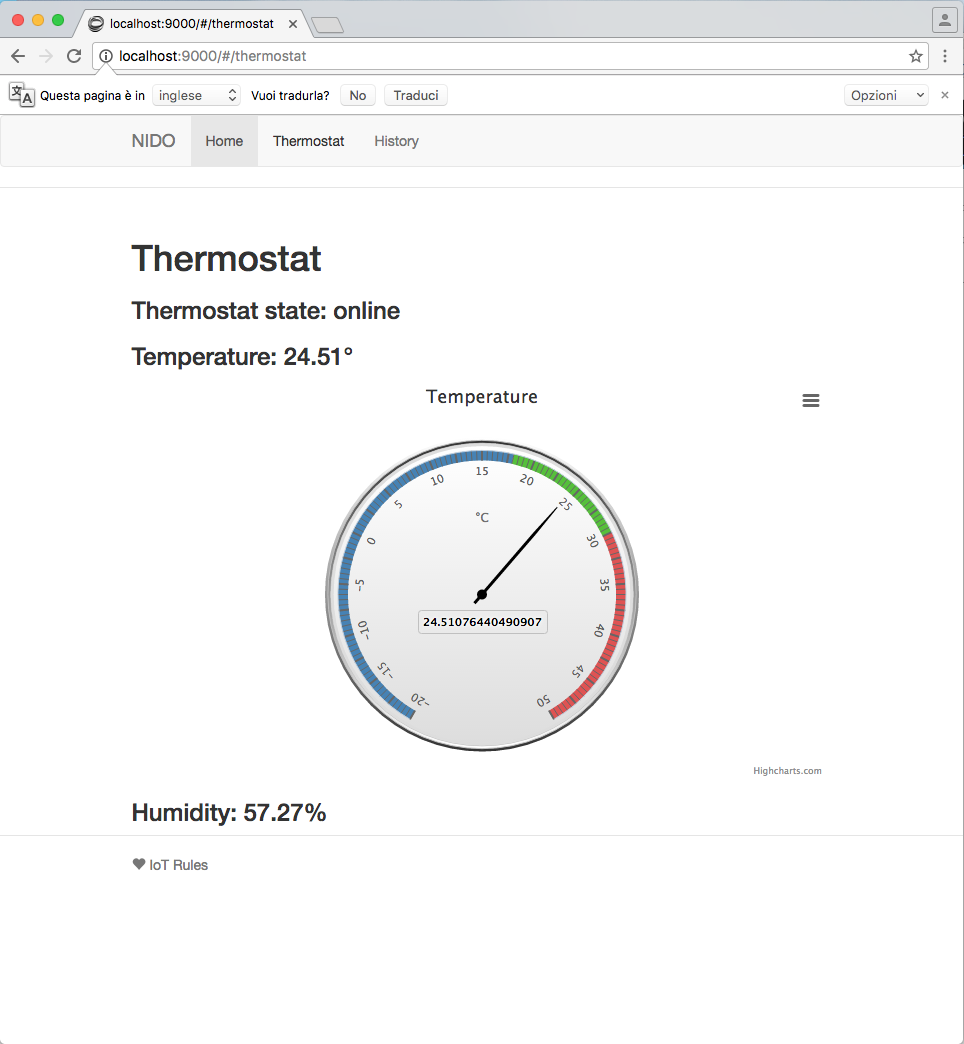 localhost:9000/#/thermostat
localhost:9000/#/thermostat
Questa pagina è in inglese Vuoi tradurla? No Traduci Opzioni
NIDO Home Thermostat History
Thermostat
Thermostat state: online
Temperature: 24.51°
Temperature
-20
-15
-10
-5
0
5
10
15
20
25
30
35
40
45
50
°C
24.51076440490907
Highcharts.com
Humidity: 57.27%
IoT Rules